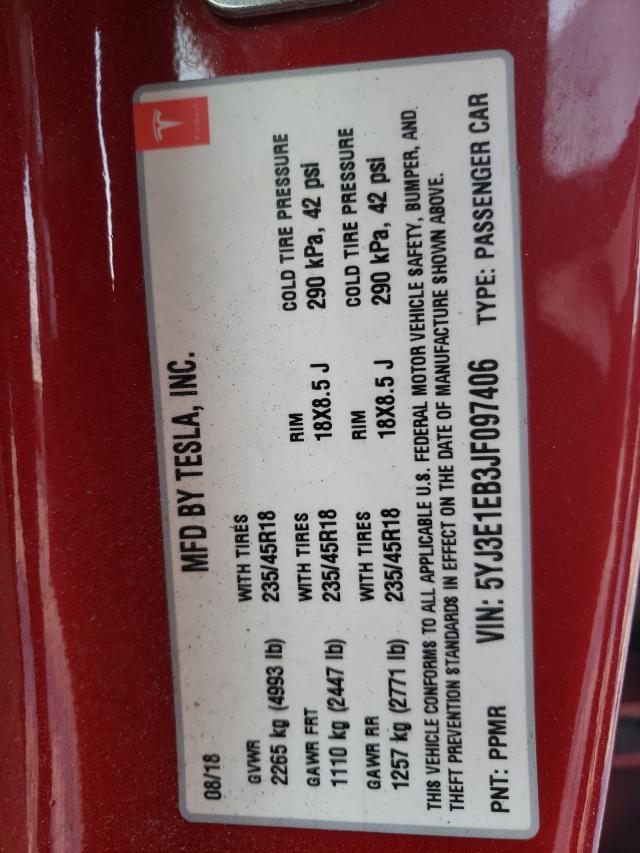 TESLA
MFD BY TESLA, INC.
08/18
GVWR WITH TIRES
2265 kg (4993 lb) 235/45R18
GAWR FRT WITH TIRES RIM COLD TIRE PRESSURE
1110 kg (2447 lb) 235/45R18 18X8.5 J 290 kPa, 42 psi
GAWR RR WITH TIRES RIM COLD TIRE PRESSURE
1257 kg (2771 lb) 235/45R18 18X8.5 J 290 kPa, 42 psi
THIS VEHICLE CONFORMS TO ALL APPLICABLE U.S. FEDERAL MOTOR VEHICLE SAFETY, BUMPER, AND
THEFT PREVENTION STANDARDS IN EFFECT ON THE DATE OF MANUFACTURE SHOWN ABOVE.
PNT: PPMR VIN: 5YJ3E1EB3JF097406 TYPE: PASSENGER CAR